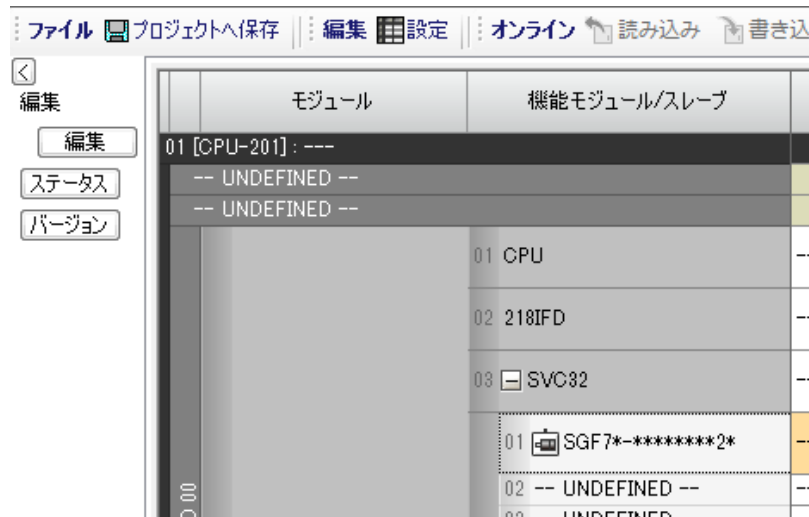 ファイル プロジェクトへ保存 編集 設定 オンライン 読み込み 書き込
編集
編集
ステータス
バージョン
モジュール 機能モジュール/スレーブ
01 [CPU-201] : ---
-- UNDEFINED --
-- UNDEFINED --
01 CPU
02 218IFD
03 SVC32
01 SGF7*-********2*
02 -- UNDEFINED --